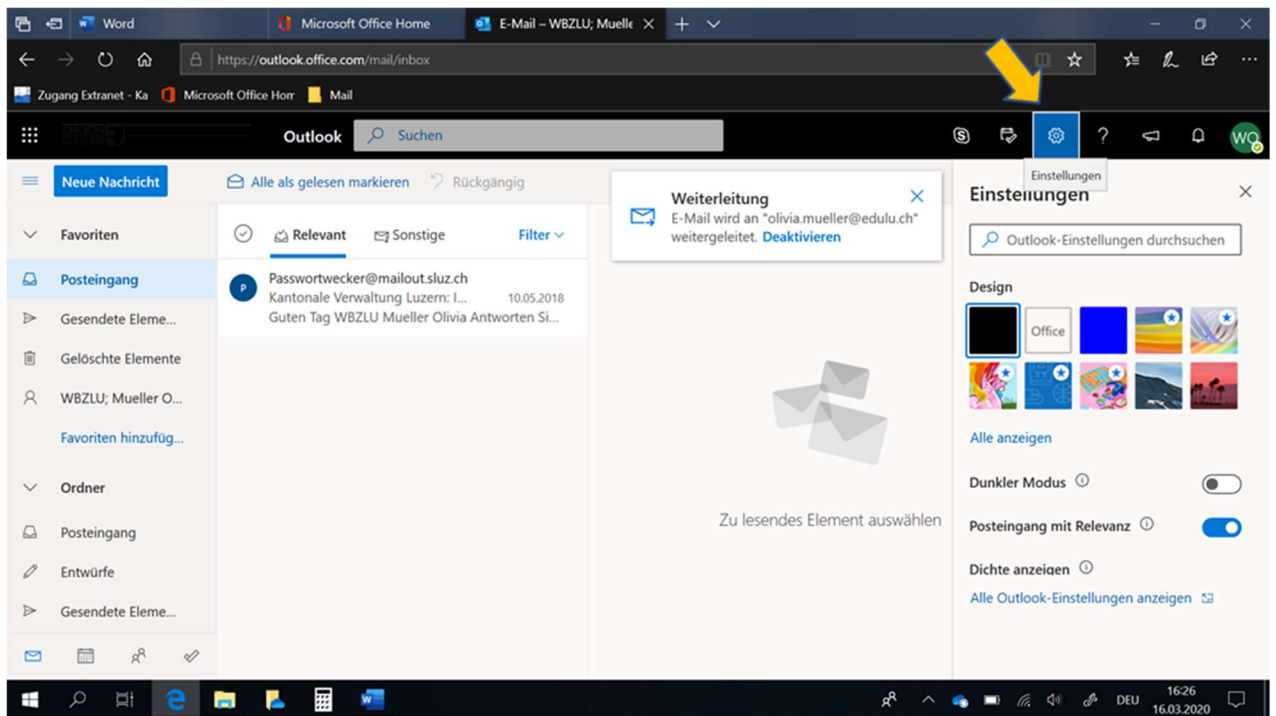 Word
Microsoft Office Home
E-Mail – WBZLU; Muelle
https://outlook.office.com/mail/inbox
Zugang Extranet - Ka
Microsoft Office Hom
Mail
Outlook
Suchen
S
?
WO
Einstellungen
Neue Nachricht
Alle als gelesen markieren
Rückgängig
Favoriten
Posteingang
Gesendete Eleme...
Gelöschte Elemente
WBZLU; Mueller O...
Favoriten hinzufüg...
Ordner
Posteingang
Entwürfe
Gesendete Eleme...
Relevant
Sonstige
Filter
P
Passwortwecker@mailout.sluz.ch
Kantonale Verwaltung Luzern: I... 10.05.2018
Guten Tag WBZLU Mueller Olivia Antworten Si...
Weiterleitung
E-Mail wird an "olivia.mueller@edulu.ch"
weitergeleitet. Deaktivieren
Zu lesendes Element auswählen
Einstellungen
Outlook-Einstellungen durchsuchen
Design
Office
Alle anzeigen
Dunkler Modus
Posteingang mit Relevanz
Dichte anzeigen
Alle Outlook-Einstellungen anzeigen
DEU
16:26
16.03.2020